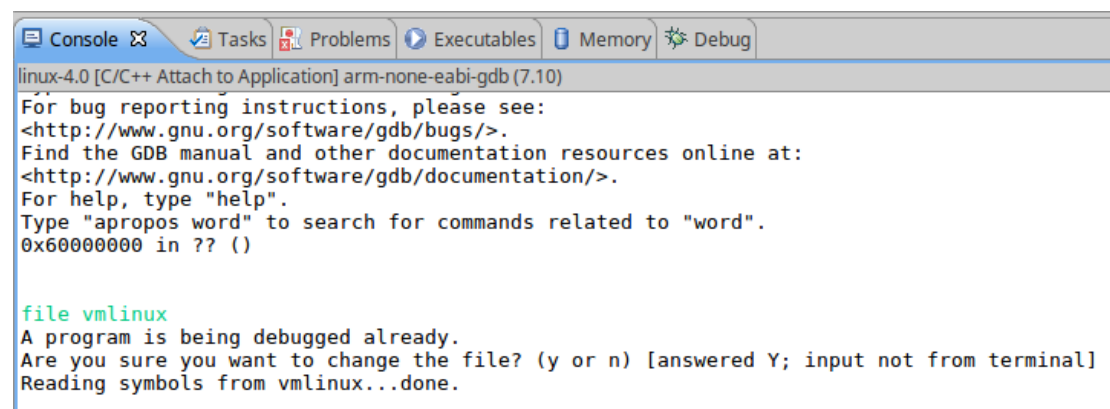 Console Tasks Problems Executables Memory Debug
linux-4.0 [C/C++ Attach to Application] arm-none-eabi-gdb (7.10)
For bug reporting instructions, please see:
<http://www.gnu.org/software/gdb/bugs/>.
Find the GDB manual and other documentation resources online at:
<http://www.gnu.org/software/gdb/documentation/>.
For help, type "help".
Type "apropos word" to search for commands related to "word".
0x60000000 in ?? ()
file vmlinux
A program is being debugged already.
Are you sure you want to change the file? (y or n) [answered Y; input not from terminal]
Reading symbols from vmlinux...done.